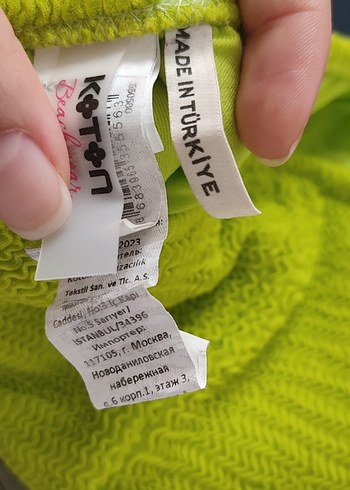 MADE IN TÜRKİYE
KOTON
Beachwear
2023
Tekstil San. ve Tic. A.S.
Caddesi,
No:3 Sarıyer/
İSTANBUL/34396
Импортер:
117105, г. Москва,
Новоданиловская
набережная
д.6 корп.1, этаж 3,